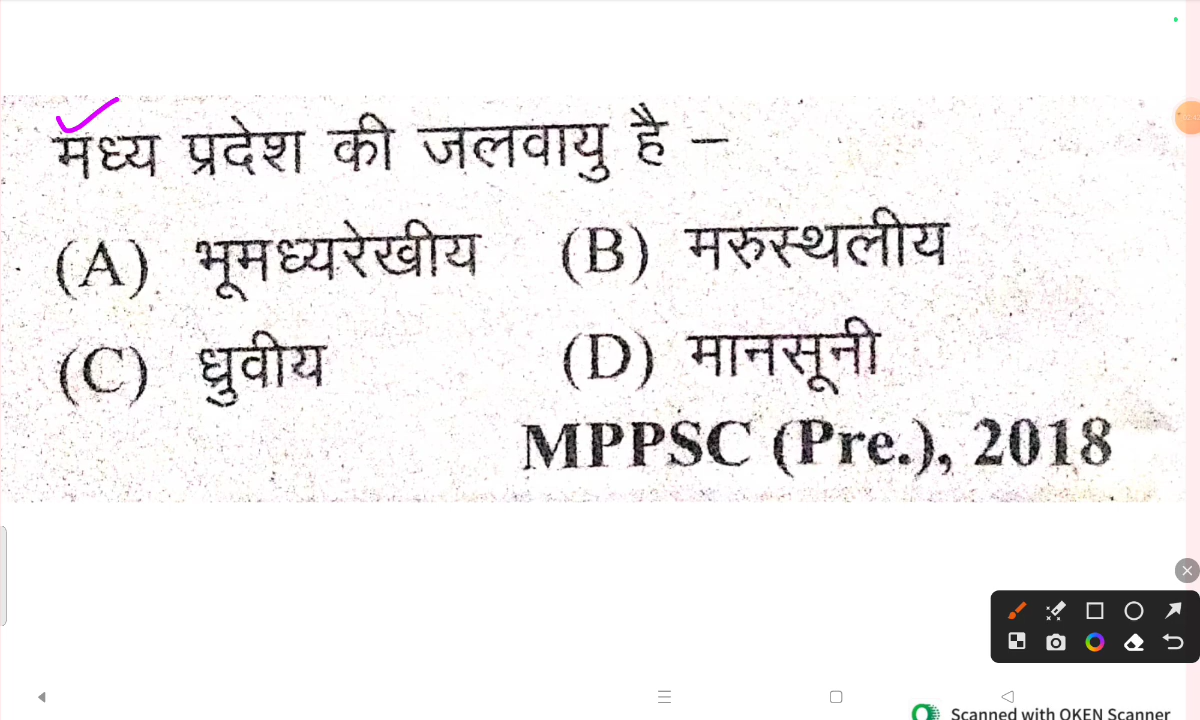 मध्य प्रदेश की जलवायु है –
(A) भूमध्यरेखीय (B) मरुस्थलीय
(C) ध्रुवीय (D) मानसूनी
MPPSC (Pre.), 2018
Scanned with OKEN Scanner